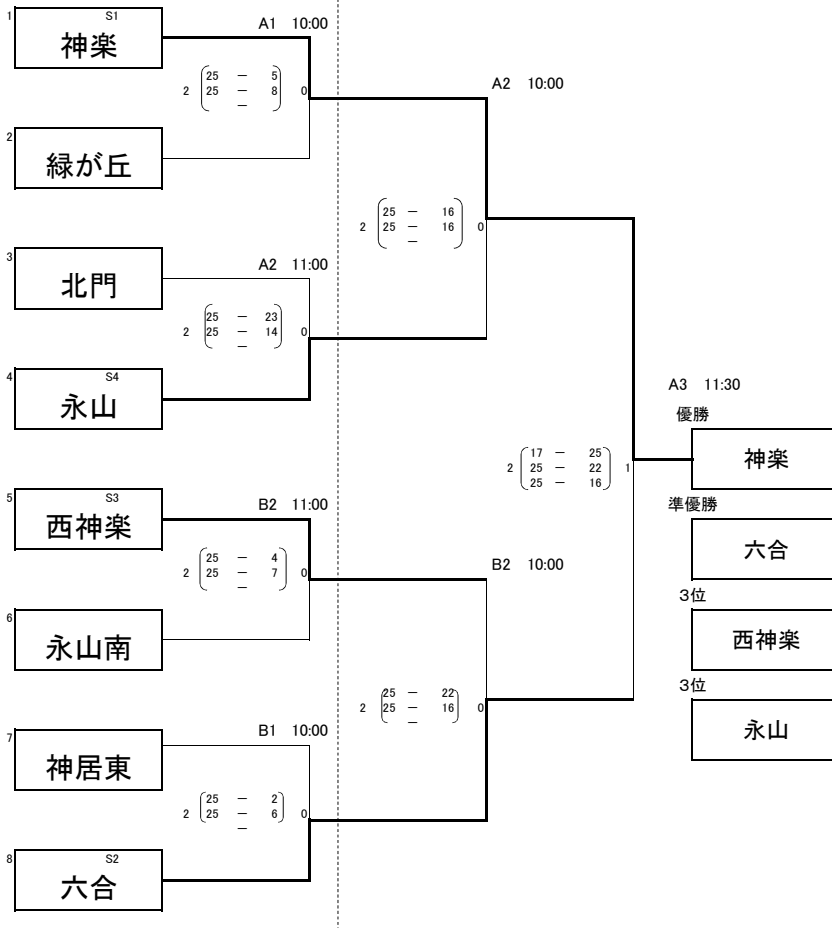 1 S1
神楽
A1 10:00
2 25 － 5 0
25 － 8
－
2
緑が丘
A2 10:00
2 25 － 16 0
25 － 16
－
3
北門
A2 11:00
2 25 － 23 0
25 － 14
－
4 S4
永山
A3 11:30
優勝
神楽
2 17 － 25 1
25 － 22
25 － 16
準優勝
六合
3位
西神楽
3位
永山
5 S3
西神楽
B2 11:00
2 25 － 4 0
25 － 7
－
6
永山南
B2 10:00
2 25 － 22 0
25 － 16
－
7
神居東
B1 10:00
2 25 － 2 0
25 － 6
－
8 S2
六合